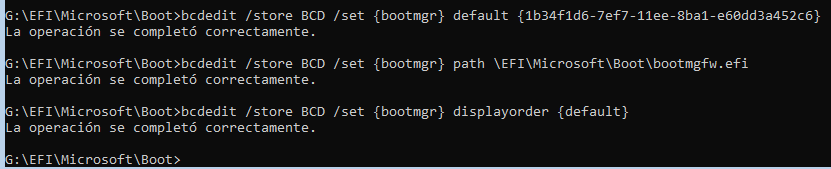 G:\EFI\Microsoft\Boot>bcdedit /store BCD /set {bootmgr} default {1b34f1d6-7ef7-11ee-8ba1-e60dd3a452c6}
La operación se completó correctamente.
G:\EFI\Microsoft\Boot>bcdedit /store BCD /set {bootmgr} path \EFI\Microsoft\Boot\bootmgfw.efi
La operación se completó correctamente.
G:\EFI\Microsoft\Boot>bcdedit /store BCD /set {bootmgr} displayorder {default}
La operación se completó correctamente.
G:\EFI\Microsoft\Boot>